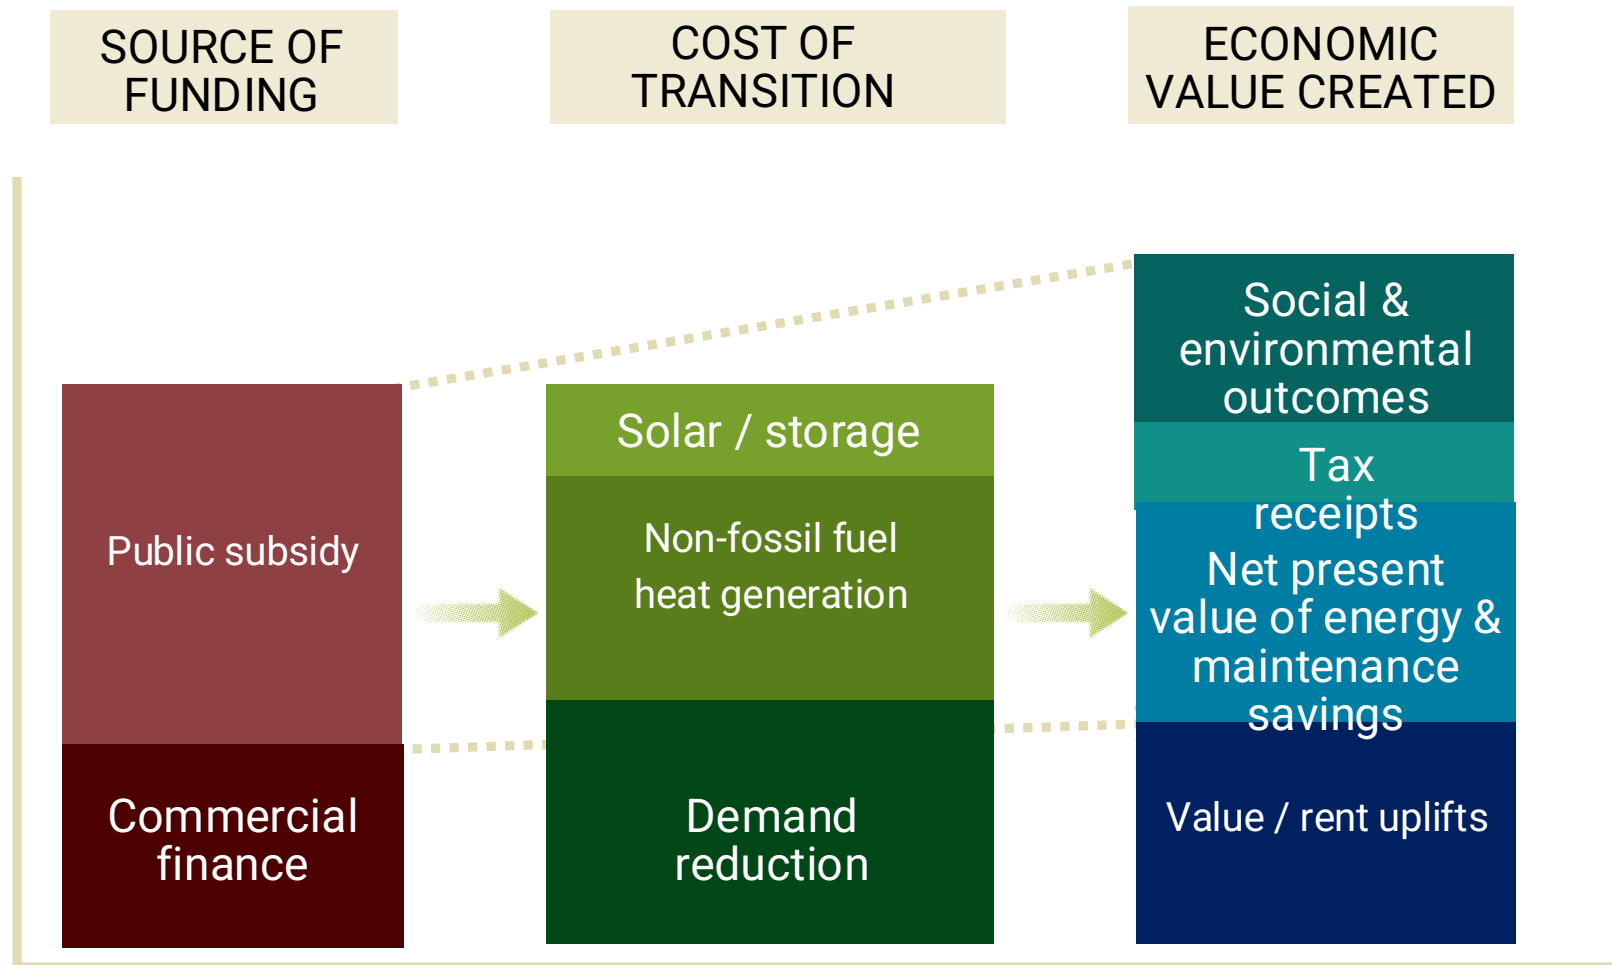 SOURCE OF
FUNDING
COST OF
TRANSITION
ECONOMIC
VALUE CREATED
Public subsidy
Commercial
finance
Solar / storage
Non-fossil fuel
heat generation
Demand
reduction
Social &
environmental
outcomes
Tax
receipts
Net present
value of energy &
maintenance
savings
Value / rent uplifts